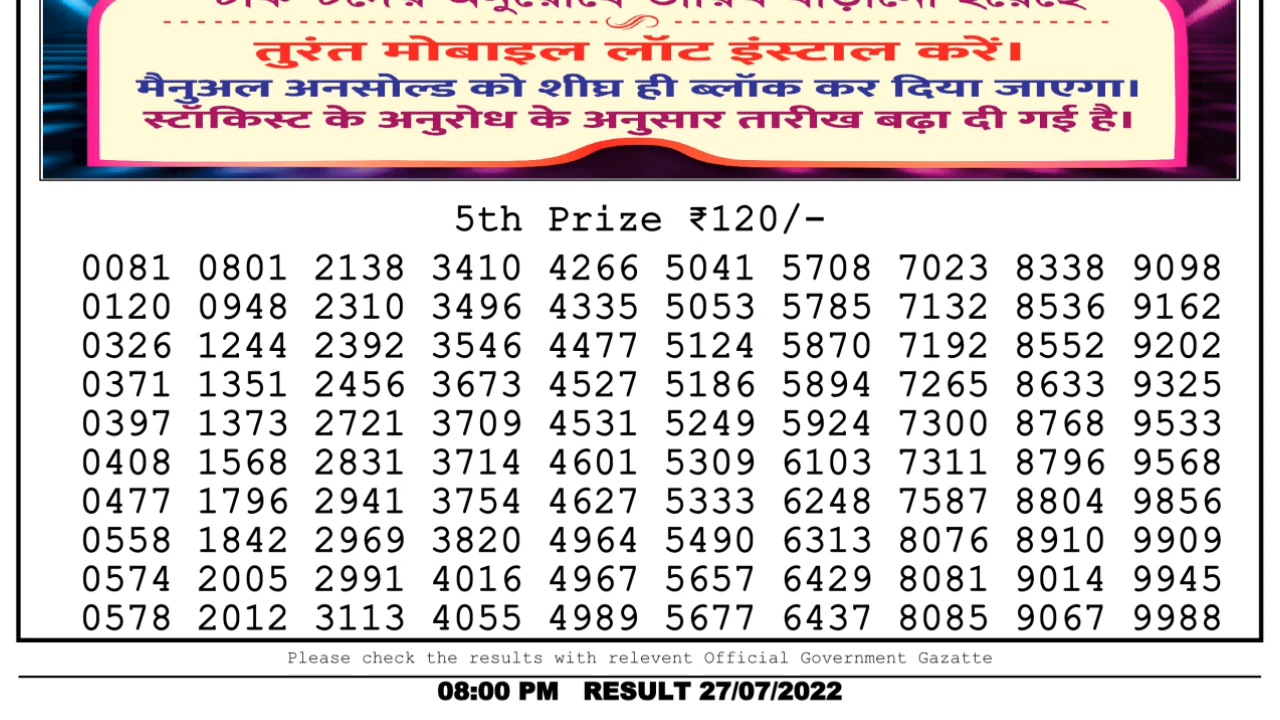 तुरंत मोबाइल लॉट इंस्टाल करें।
मैनुअल अनसोल्ड को शीघ्र ही ब्लॉक कर दिया जाएगा।
स्टॉकिस्ट के अनुरोध के अनुसार तारीख बढ़ा दी गई है।
5th Prize ₹120/-
0081 0801 2138 3410 4266 5041 5708 7023 8338 9098
0120 0948 2310 3496 4335 5053 5785 7132 8536 9162
0326 1244 2392 3546 4477 5124 5870 7192 8552 9202
0371 1351 2456 3673 4527 5186 5894 7265 8633 9325
0397 1373 2721 3709 4531 5249 5924 7300 8768 9533
0408 1568 2831 3714 4601 5309 6103 7311 8796 9568
0477 1796 2941 3754 4627 5333 6248 7587 8804 9856
0558 1842 2969 3820 4964 5490 6313 8076 8910 9909
0574 2005 2991 4016 4967 5657 6429 8081 9014 9945
0578 2012 3113 4055 4989 5677 6437 8085 9067 9988
Please check the results with relevent Official Government Gazatte
08:00 PM RESULT 27/07/2022